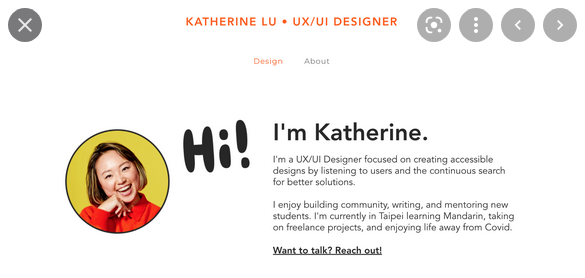 KATHERINE LU • UX/UI DESIGNER
Design About
Hi!
I'm Katherine.
I'm a UX/UI Designer focused on creating accessible
designs by listening to users and the continuous search
for better solutions.
I enjoy building community, writing, and mentoring new
students. I'm currently in Taipei learning Mandarin, taking
on freelance projects, and enjoying life away from Covid.
Want to talk? Reach out!